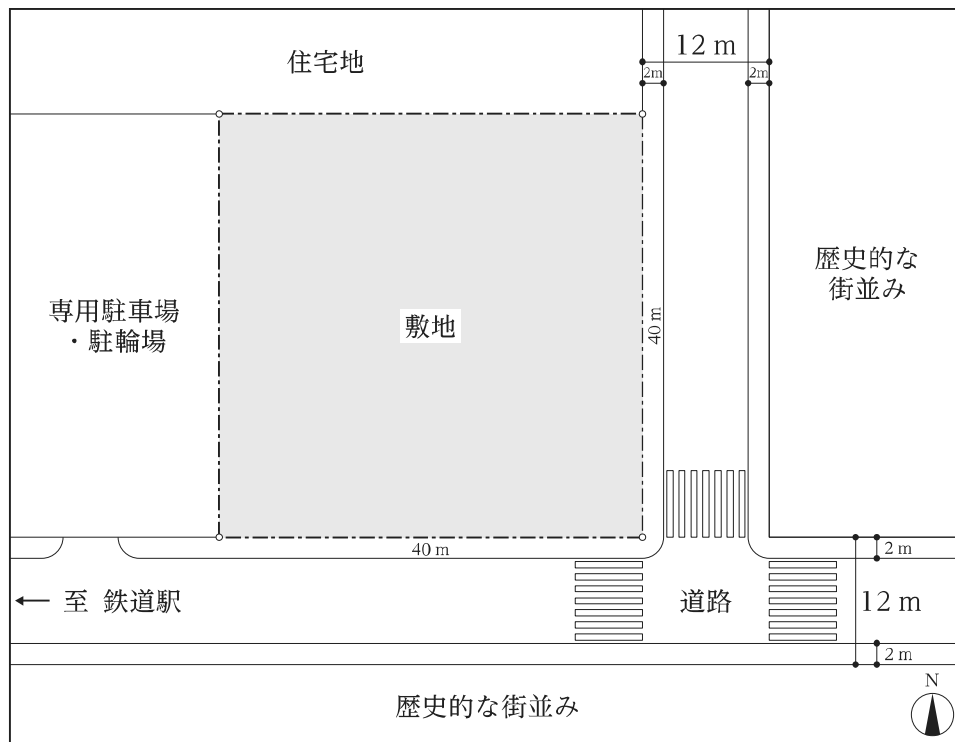 住宅地
12 m
2m
2m
歴史的な
街並み
専用駐車場
・駐輪場
敷地
40 m
40 m
2 m
← 至 鉄道駅
道路
12 m
2 m
歴史的な街並み
N